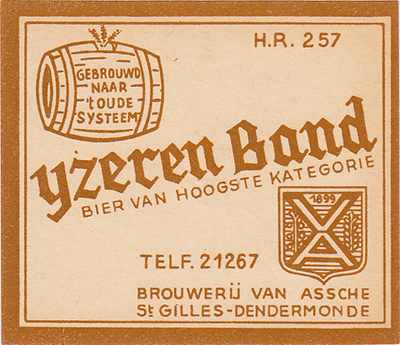 H.R. 257
GEBROUWD
NAAR
't OUDE
SYSTEEM
Yzeren Band
BIER VAN HOOGSTE KATEGORIE
1899
VA
TELF. 21267
BROUWERIJ VAN ASSCHE
St GILLES-DENDERMONDE